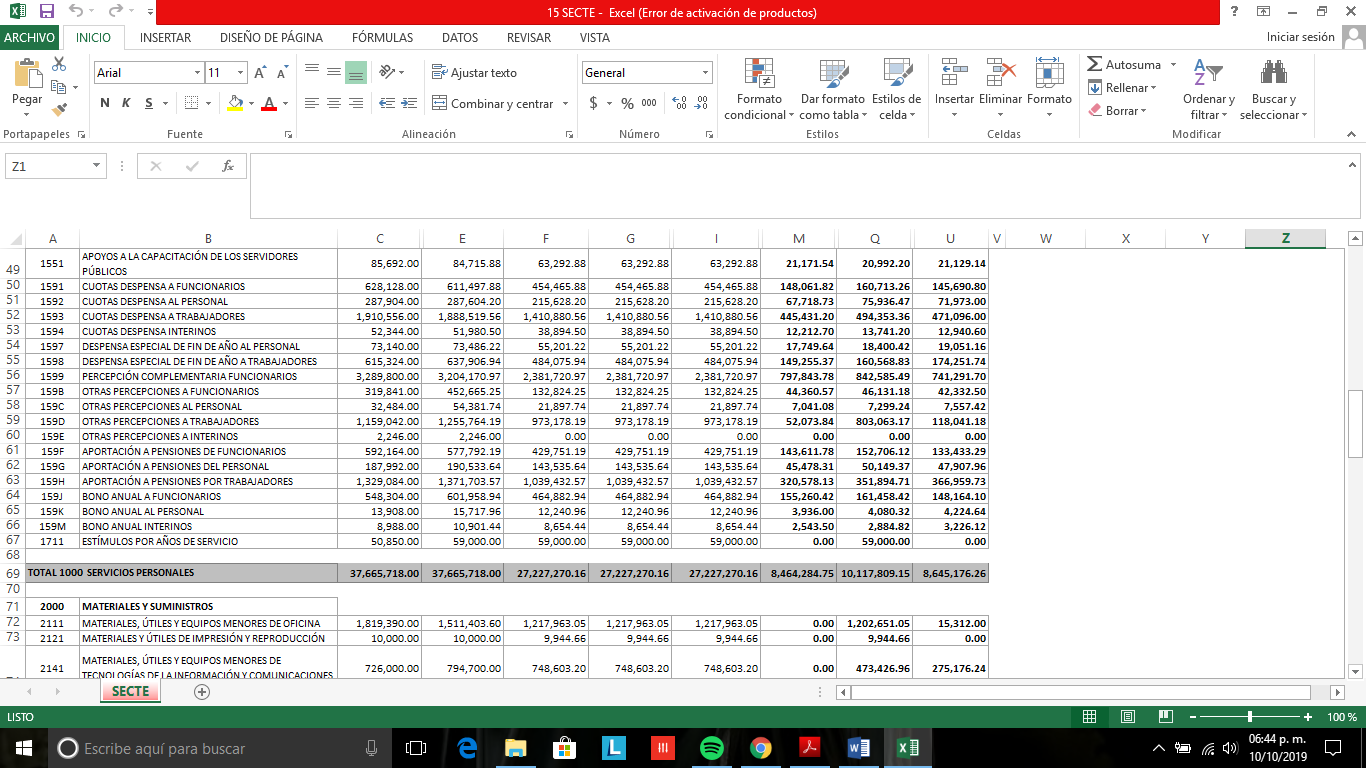 15 SECTE - Excel (Error de activación de productos)
ARCHIVO INICIO INSERTAR DISEÑO DE PÁGINA FÓRMULAS DATOS REVISAR VISTA Iniciar sesión
Arial 11 Ajustar texto General Autosuma
Pegar N K S Combinar y centrar $ % 000 Formato condicional Dar formato como tabla Estilos de celda Insertar Eliminar Formato Rellenar Borrar Ordenar y filtrar Buscar y seleccionar
Portapapeles Fuente Alineación Número Estilos Celdas Modificar
Z1 fx
A B C E F G I M Q U V W X Y Z
49 1551 APOYOS A LA CAPACITACIÓN DE LOS SERVIDORES PÚBLICOS 85,692.00 84,715.88 63,292.88 63,292.88 63,292.88 21,171.54 20,992.20 21,129.14
50 1591 CUOTAS DESPENSA A FUNCIONARIOS 628,128.00 611,497.88 454,465.88 454,465.88 454,465.88 148,061.82 160,713.26 145,690.80
51 1592 CUOTAS DESPENSA AL PERSONAL 287,904.00 287,604.20 215,628.20 215,628.20 215,628.20 67,718.73 75,936.47 71,973.00
52 1593 CUOTAS DESPENSA A TRABAJADORES 1,910,556.00 1,888,519.56 1,410,880.56 1,410,880.56 1,410,880.56 445,431.20 494,353.36 471,096.00
53 1594 CUOTAS DESPENSA INTERINOS 52,344.00 51,980.50 38,894.50 38,894.50 38,894.50 12,212.70 13,741.20 12,940.60
54 1597 DESPENSA ESPECIAL DE FIN DE AÑO AL PERSONAL 73,140.00 73,486.22 55,201.22 55,201.22 55,201.22 17,749.64 18,400.42 19,051.16
55 1598 DESPENSA ESPECIAL DE FIN DE AÑO A TRABAJADORES 615,324.00 637,906.94 484,075.94 484,075.94 484,075.94 149,255.37 160,568.83 174,251.74
56 1599 PERCEPCIÓN COMPLEMENTARIA FUNCIONARIOS 3,289,800.00 3,204,170.97 2,381,720.97 2,381,720.97 2,381,720.97 797,843.78 842,585.49 741,291.70
57 159B OTRAS PERCEPCIONES A FUNCIONARIOS 319,841.00 452,665.25 132,824.25 132,824.25 132,824.25 44,360.57 46,131.18 42,332.50
58 159C OTRAS PERCEPCIONES AL PERSONAL 32,484.00 54,381.74 21,897.74 21,897.74 21,897.74 7,041.08 7,299.24 7,557.42
59 159D OTRAS PERCEPCIONES A TRABAJADORES 1,159,042.00 1,255,764.19 973,178.19 973,178.19 973,178.19 52,073.84 803,063.17 118,041.18
60 159E OTRAS PERCEPCIONES A INTERINOS 2,246.00 2,246.00 0.00 0.00 0.00 0.00 0.00 0.00
61 159F APORTACIÓN A PENSIONES DE FUNCIONARIOS 592,164.00 577,792.19 429,751.19 429,751.19 429,751.19 143,611.78 152,706.12 133,433.29
62 159G APORTACIÓN A PENSIONES DEL PERSONAL 187,992.00 190,533.64 143,535.64 143,535.64 143,535.64 45,478.31 50,149.37 47,907.96
63 159H APORTACIÓN A PENSIONES POR TRABAJADORES 1,329,084.00 1,371,703.57 1,039,432.57 1,039,432.57 1,039,432.57 320,578.13 351,894.71 366,959.73
64 159J BONO ANUAL A FUNCIONARIOS 548,304.00 601,958.94 464,882.94 464,882.94 464,882.94 155,260.42 161,458.42 148,164.10
65 159K BONO ANUAL AL PERSONAL 13,908.00 15,717.96 12,240.96 12,240.96 12,240.96 3,936.00 4,080.32 4,224.64
66 159M BONO ANUAL INTERINOS 8,988.00 10,901.44 8,654.44 8,654.44 8,654.44 2,543.50 2,884.82 3,226.12
67 1711 ESTÍMULOS POR AÑOS DE SERVICIO 50,850.00 59,000.00 59,000.00 59,000.00 59,000.00 0.00 59,000.00 0.00
68
69 TOTAL 1000 SERVICIOS PERSONALES 37,665,718.00 37,665,718.00 27,227,270.16 27,227,270.16 27,227,270.16 8,464,284.75 10,117,809.15 8,645,176.26
70
71 2000 MATERIALES Y SUMINISTROS
72 2111 MATERIALES, ÚTILES Y EQUIPOS MENORES DE OFICINA 1,819,390.00 1,511,403.60 1,217,963.05 1,217,963.05 1,217,963.05 0.00 1,202,651.05 15,312.00
73 2121 MATERIALES Y ÚTILES DE IMPRESIÓN Y REPRODUCCIÓN 10,000.00 10,000.00 9,944.66 9,944.66 9,944.66 0.00 9,944.66 0.00
2141 MATERIALES, ÚTILES Y EQUIPOS MENORES DE TECNOLOGÍAS DE LA INFORMACIÓN Y COMUNICACIONES 726,000.00 794,700.00 748,603.20 748,603.20 748,603.20 0.00 473,426.96 275,176.24
SECTE
LISTO 100 %
Escribe aquí para buscar 06:44 p. m.
10/10/2019